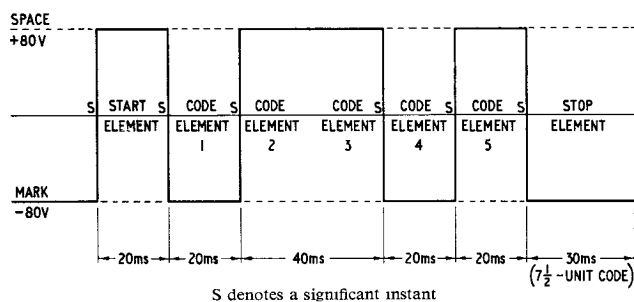 SPACE
+80V
S START S CODE S CODE CODE S CODE S CODE S STOP
ELEMENT ELEMENT ELEMENT ELEMENT ELEMENT ELEMENT ELEMENT
1 2 3 4 5
MARK
-80V
20ms 20ms 40ms 20ms 20ms 30ms
(7½-UNIT CODE)
S denotes a significant instant